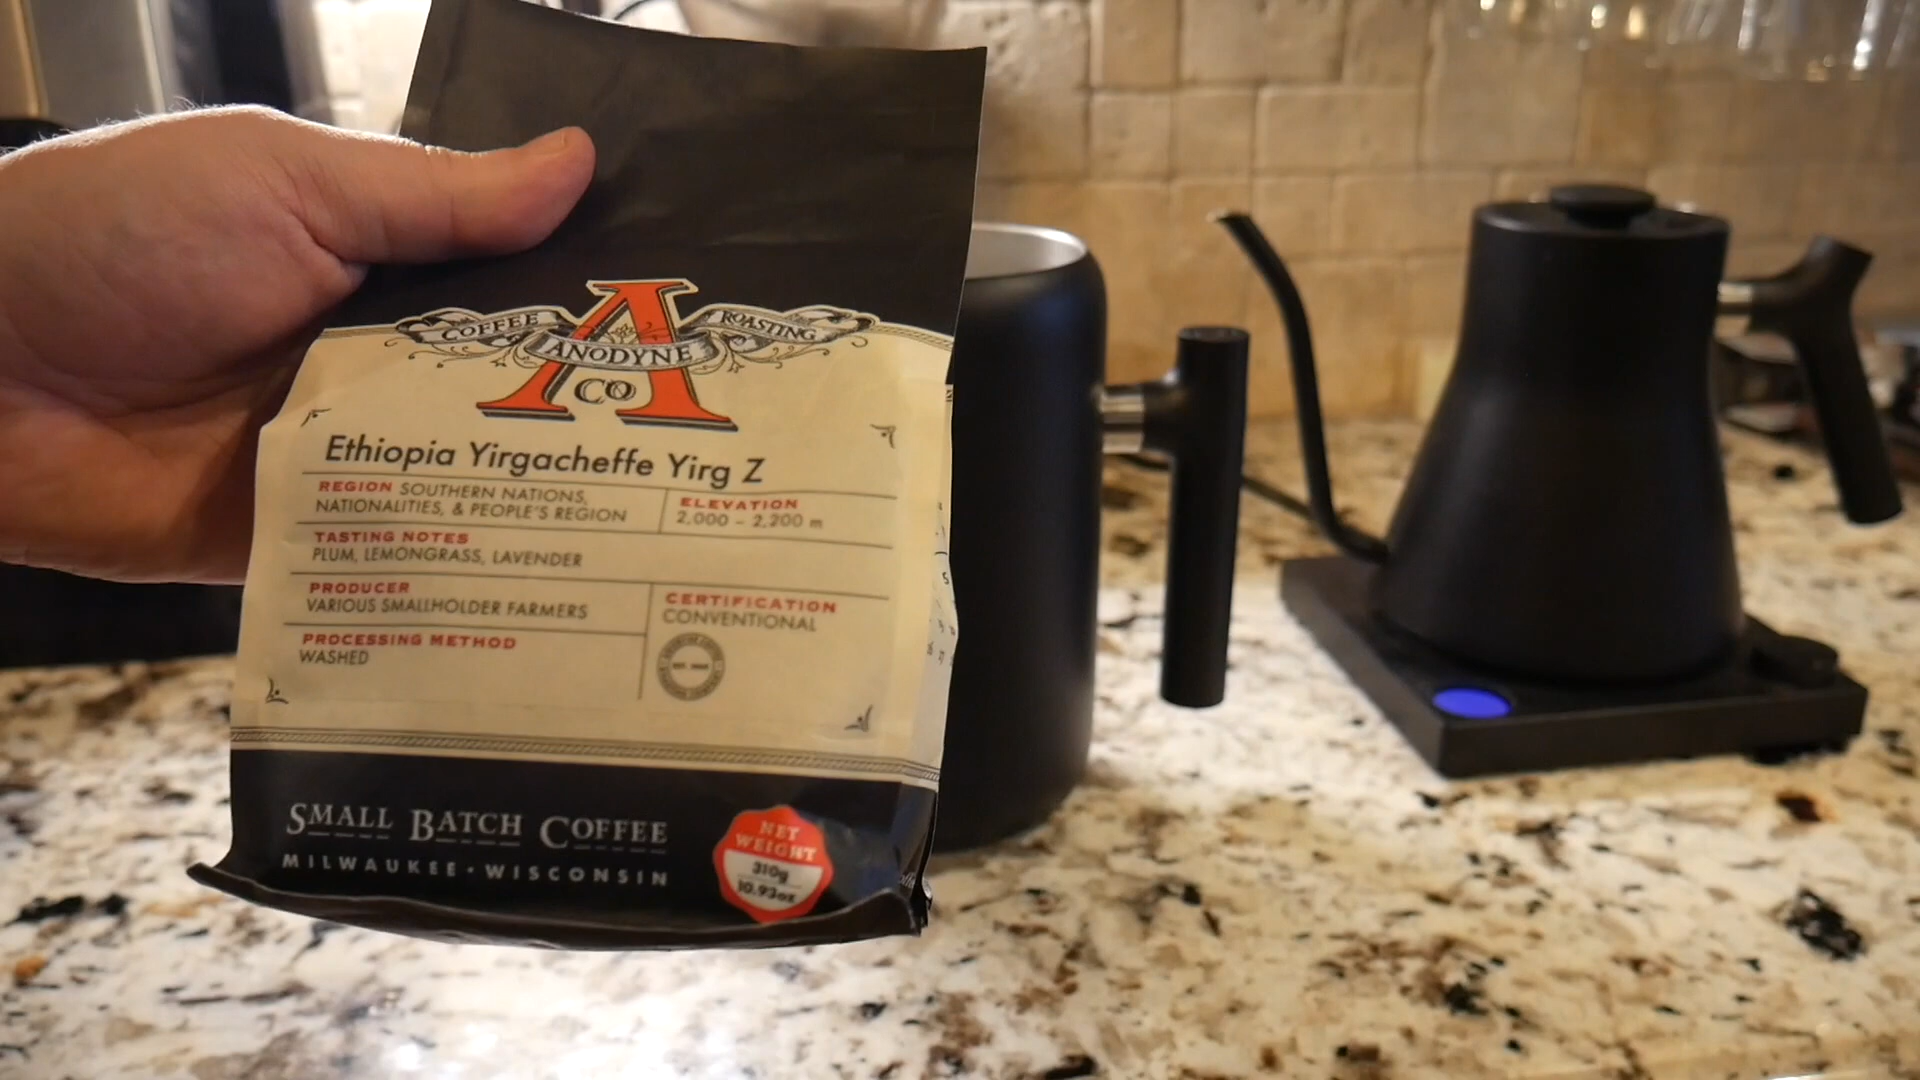 COFFEE ROASTING
ANODYNE
CO
Ethiopia Yirgacheffe Yirg Z
REGION SOUTHERN NATIONS,
NATIONALITIES, & PEOPLE'S REGION
ELEVATION
2,000 – 2,200 m
TASTING NOTES
PLUM, LEMONGRASS, LAVENDER
PRODUCER
VARIOUS SMALLHOLDER FARMERS
CERTIFICATION
CONVENTIONAL
PROCESSING METHOD
WASHED
SMALL BATCH COFFEE
MILWAUKEE • WISCONSIN
NET
WEIGHT
310g
10.93oz